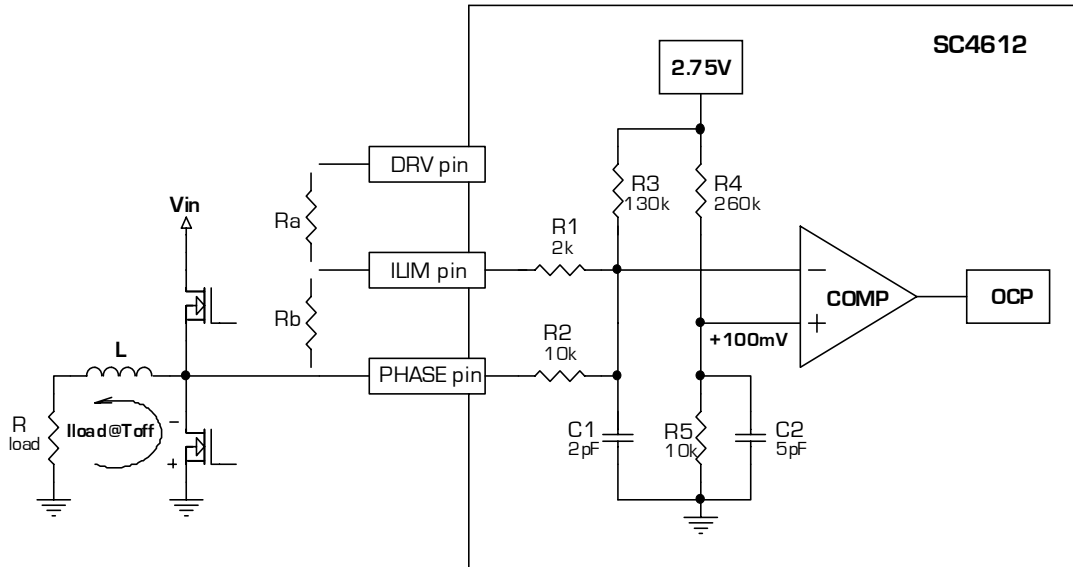 SC4612
2.75V
DRV pin
R3
130k
R4
260k
Vin
Ra
R1
2k
ILIM pin
COMP
OCP
Rb
+100mV
R2
10k
L
PHASE pin
R
load
Iload@Toff
C1
2pF
R5
10k
C2
5pF